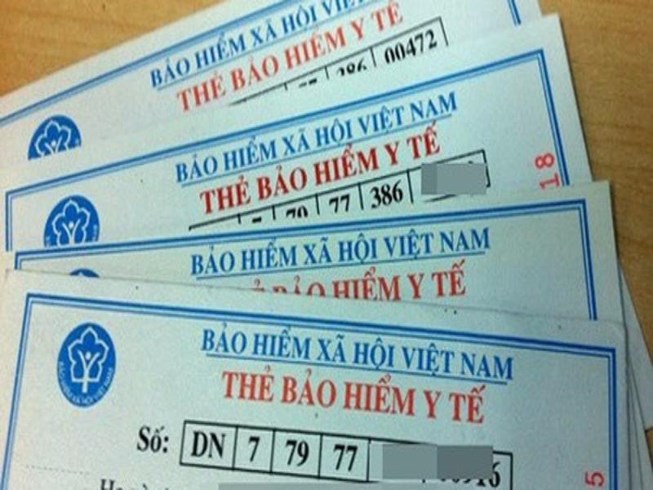 BẢO HIỂM XÃ HỘI VIỆT
THẺ BẢO HIỂM Y TẾ
386 00472
BẢO HIỂM XÃ HỘI VIỆT NAM
THẺ BẢO HIỂM Y TẾ
79 77 386
18
BẢO HIỂM XÃ HỘI VIỆT NAM
BẢO HIỂM Y TẾ
BẢO HIỂM XÃ HỘI VIỆT NAM
THẺ BẢO HIỂM Y TẾ
Số: DN 7 79 77
5